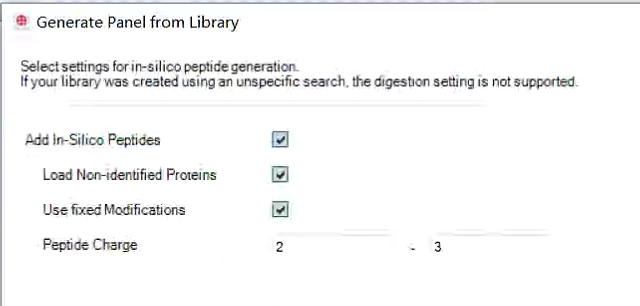 Generate Panel from Library
Select settings for in-silico peptide generation.
If your library was created using an unspecific search, the digestion setting is not supported.
Add In-Silico Peptides
Load Non-identified Proteins
Use fixed Modifications
Peptide Charge 2 - 3